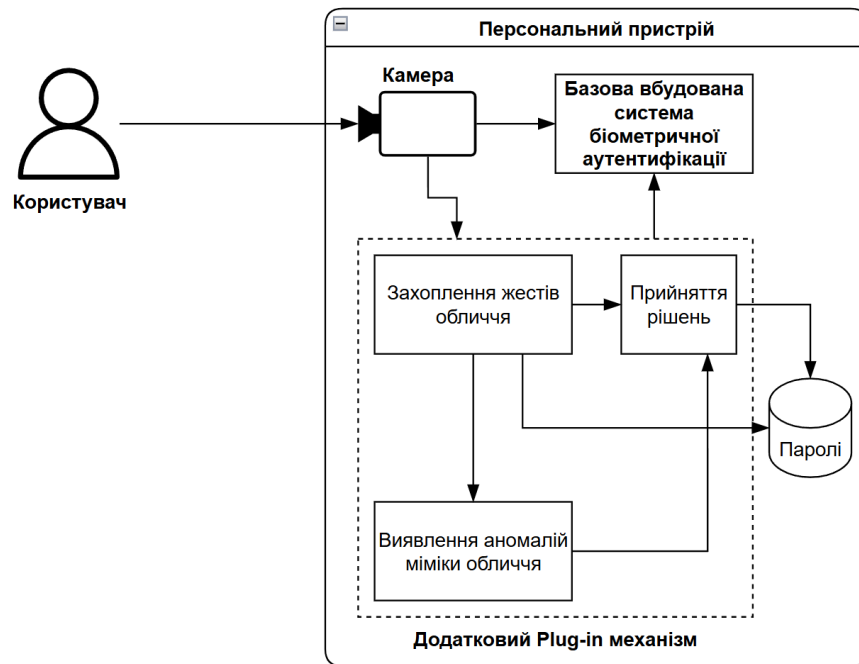 Персональний пристрій
Камера
Базова вбудована
система
біометричної
аутентифікації
Користувач
Захоплення жестів
обличчя
Прийняття
рішень
Паролі
Виявлення аномалій
міміки обличчя
Додатковий Plug-in механізм